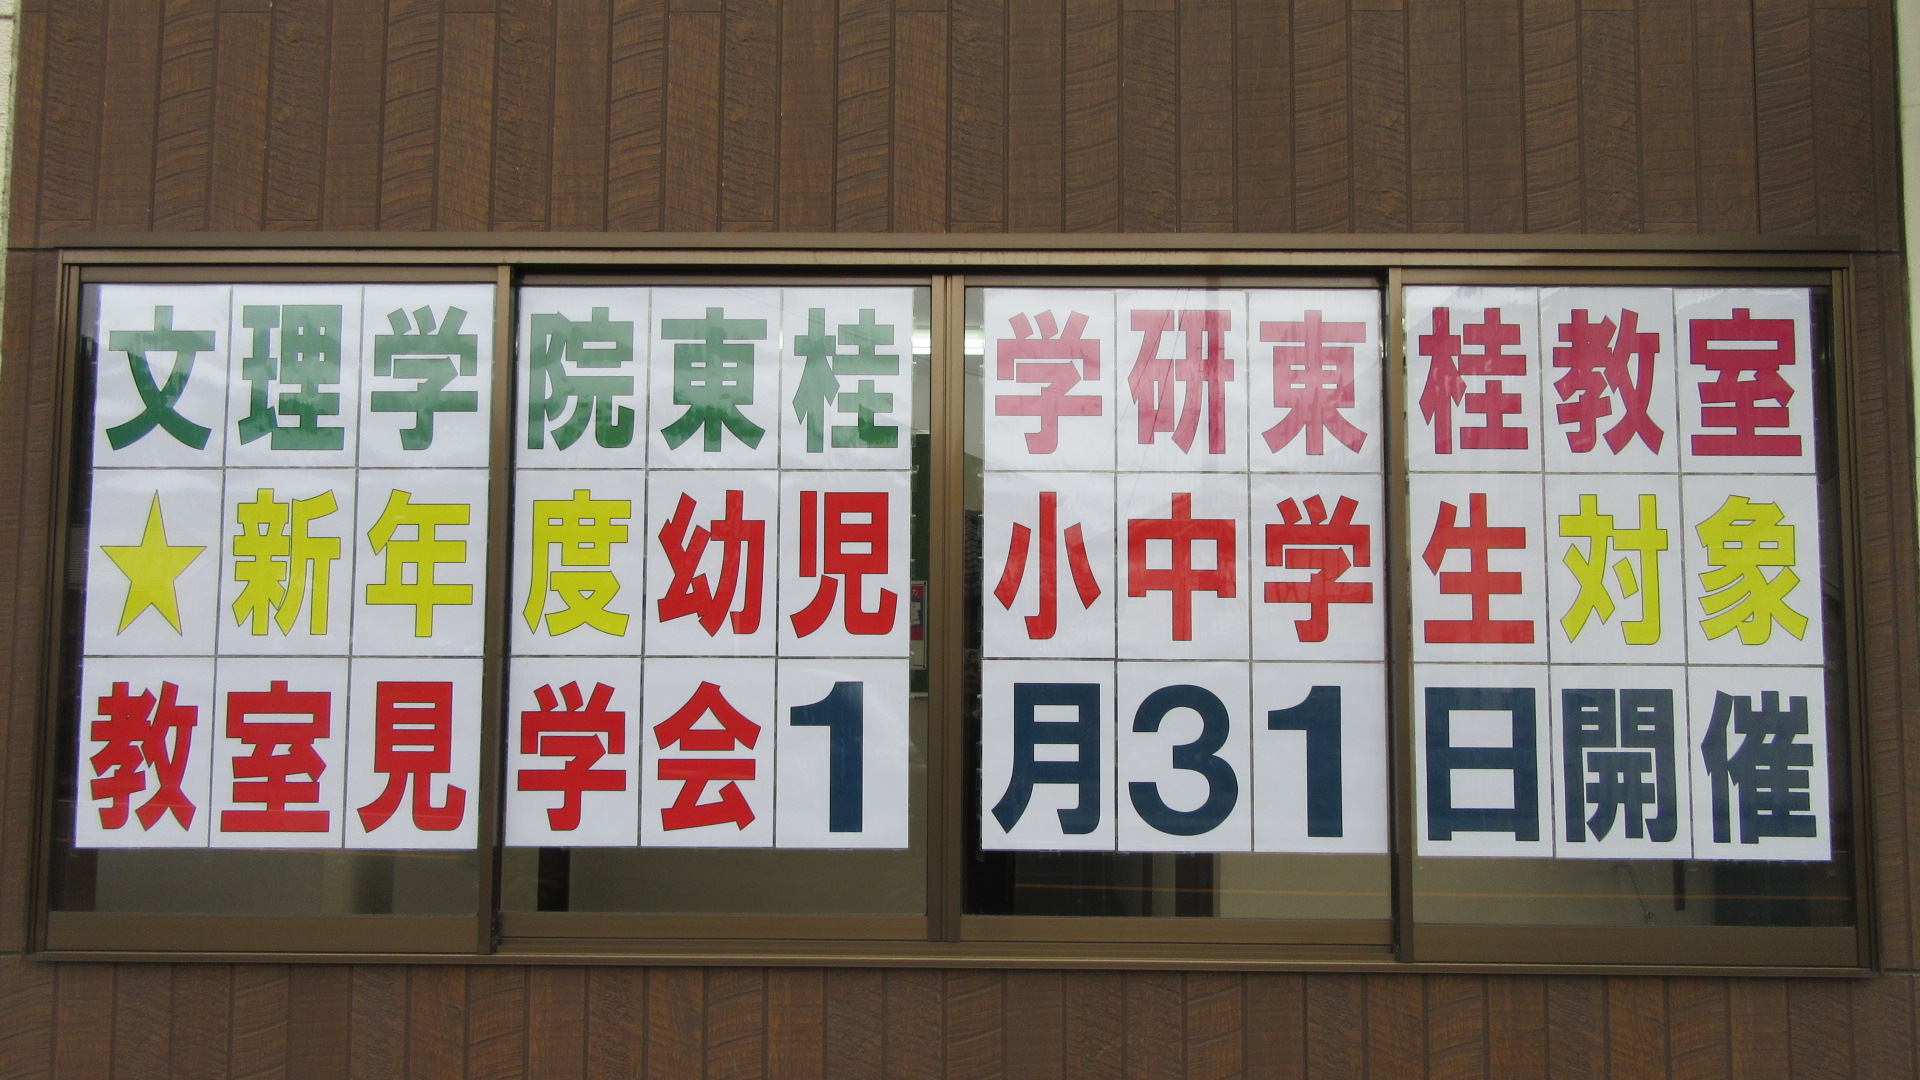 文理学院東桂学研東桂教室
★新年度幼児小中学生対象
教室見学会1月31日開催